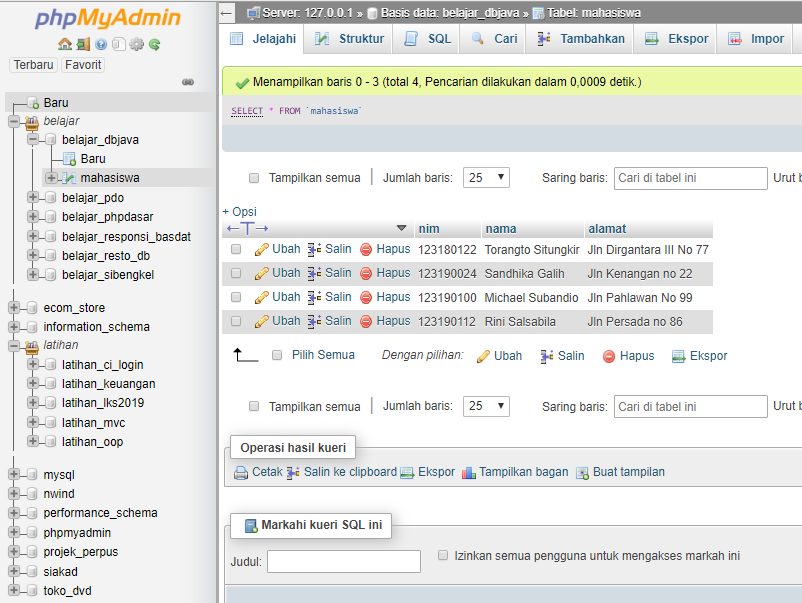 phpMyAdmin
Terbaru Favorit
Baru
belajar
belajar_dbjava
Baru
mahasiswa
belajar_pdo
belajar_phpdasar
belajar_responsi_basdat
belajar_resto_db
belajar_sibengkel
ecom_store
information_schema
latihan
latihan_ci_login
latihan_keuangan
latihan_lks2019
latihan_mvc
latihan_oop
mysql
nwind
performance_schema
phpmyadmin
projek_perpus
siakad
toko_dvd
Server: 127.0.0.1 » Basis data: belajar_dbjava » Tabel: mahasiswa
Jelajahi Struktur SQL Cari Tambahkan Ekspor Impor
Menampilkan baris 0 - 3 (total 4, Pencarian dilakukan dalam 0,0009 detik.)
SELECT * FROM `mahasiswa`
Tampilkan semua | Jumlah baris: 25 Saring baris: Cari di tabel ini Urut b
+ Opsi
←T→ nim nama alamat
Ubah Salin Hapus 123180122 Torangto Situngkir Jln Dirgantara III No 77
Ubah Salin Hapus 123190024 Sandhika Galih Jln Kenangan no 22
Ubah Salin Hapus 123190100 Michael Subandio Jln Pahlawan No 99
Ubah Salin Hapus 123190112 Rini Salsabila Jln Persada no 86
Pilih Semua Dengan pilihan: Ubah Salin Hapus Ekspor
Tampilkan semua | Jumlah baris: 25 Saring baris: Cari di tabel ini Urut b
Operasi hasil kueri
Cetak Salin ke clipboard Ekspor Tampilkan bagan Buat tampilan
Markahi kueri SQL ini
Judul: Izinkan semua pengguna untuk mengakses markah ini